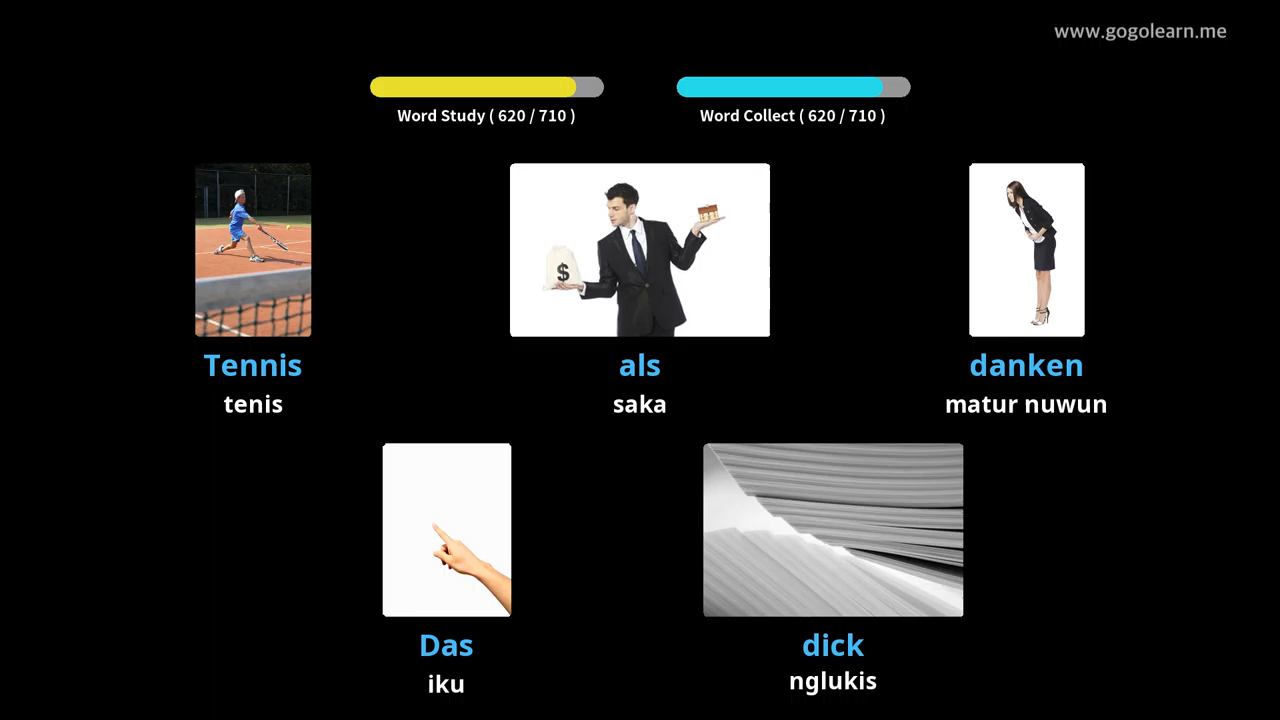 www.gogolearn.me
Word Study ( 620 / 710 )
Word Collect ( 620 / 710 )
$
Tennis
tenis
als
saka
danken
matur nuwun
Das
iku
dick
nglukis